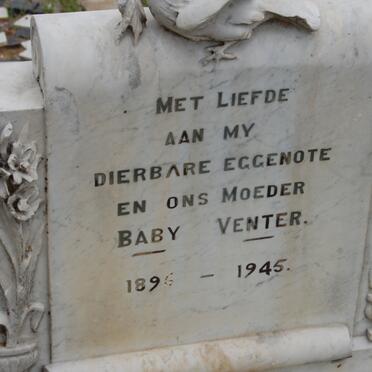 MET LIEFDE
AAN MY
DIERBARE EGGENOTE
EN ONS MOEDER
BABY VENTER.
– 1945.